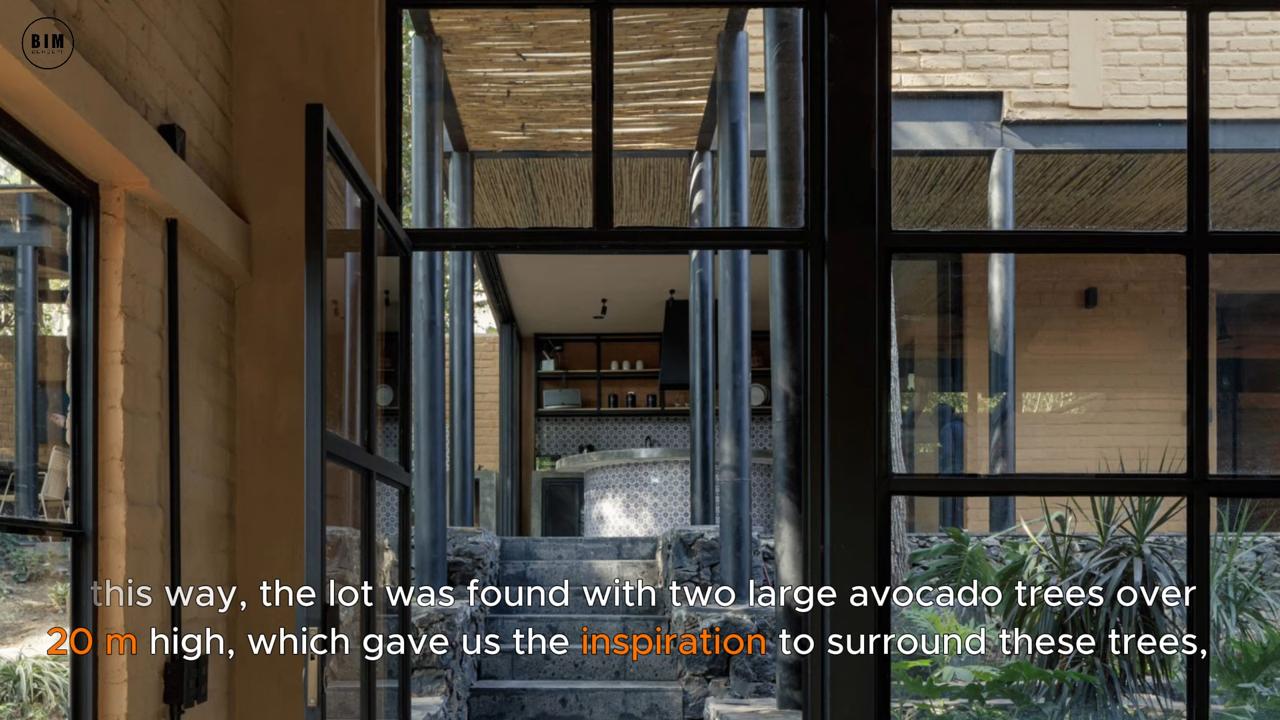 BIM
this way, the lot was found with two large avocado trees over
20 m high, which gave us the inspiration to surround these trees,